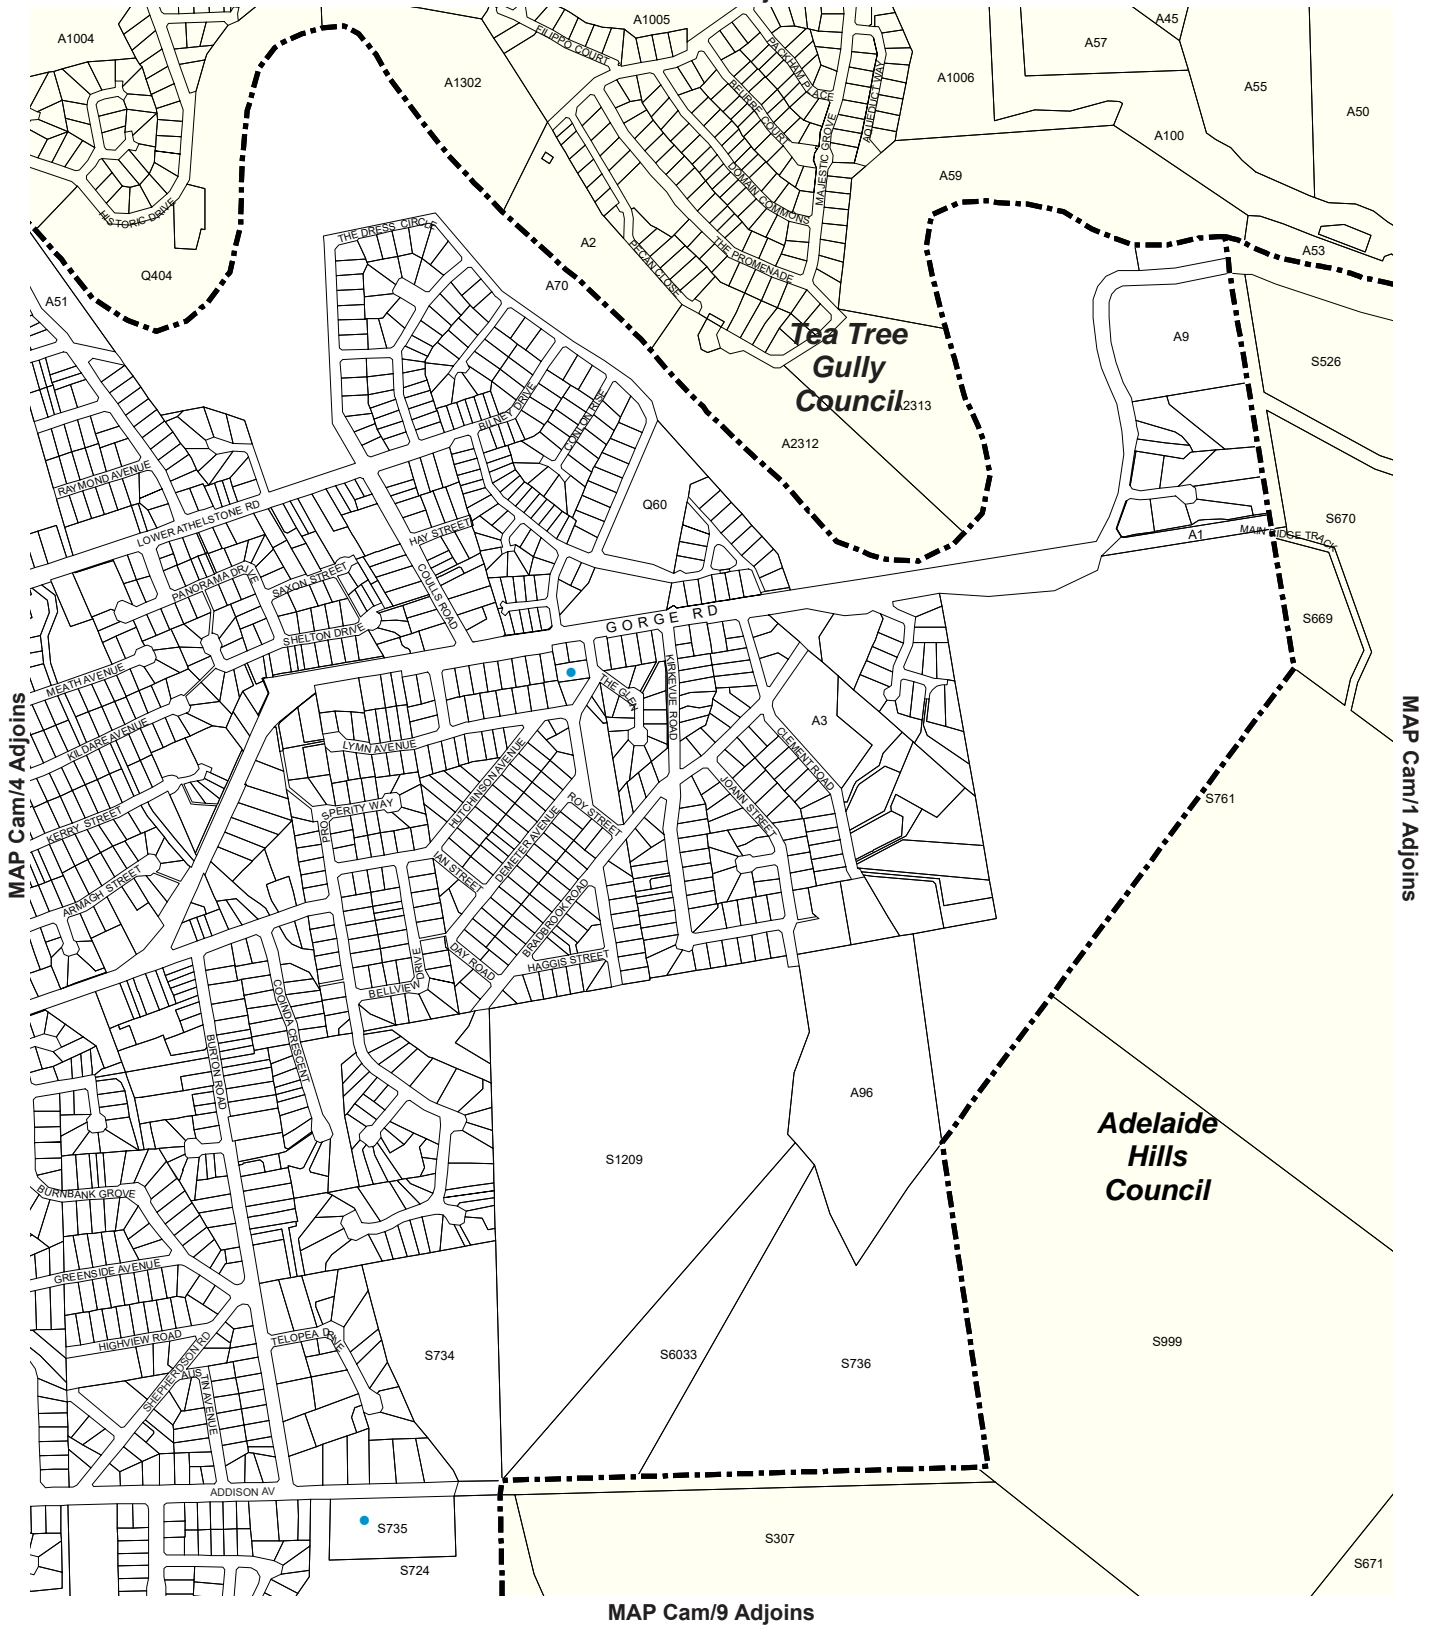 A1004
A1005
FILIPPO COURT
PACKHAM PLACE
A45
A57
A1302
A1006
A55
BEURRE COURT
AQUEDUCT WAY
A50
MAJESTIC GROVE
A100
DOMAIN COMMONS
A59
HISTORIC DRIVE
THE DRESS CIRCLE
A2
PECAN CLOSE
THE PROMENADE
A53
Q404
A70
A51
Tea Tree
Gully
Council
A9
S526
A2313
A2312
BILNEY DRIVE
CONLON RISE
RAYMOND AVENUE
LOWER ATHELSTONE RD
Q60
HAY STREET
S670
A1
MAIN RIDGE TRACK
PANORAMA DRIVE
SAXON STREET
COULLS ROAD
SHELTON DRIVE
GORGE RD
S669
MEATH AVENUE
THE GLEN
KIRKEVUE ROAD
KILDARE AVENUE
LYMN AVENUE
A3
CLEMENT ROAD
HUTCHINSON AVENUE
MAP Cam/4 Adjoins
MAP Cam/1 Adjoins
S761
KERRY STREET
PROSPERITY WAY
ROY STREET
JOANN STREET
DEMETER AVENUE
IAN STREET
ARMAGH STREET
BRADBROOK ROAD
DAY ROAD
HAGGIS STREET
BELLVIEW DRIVE
COOINDA CRESCENT
BURTON ROAD
A96
Adelaide
Hills
Council
S1209
BURNBANK GROVE
GREENSIDE AVENUE
HIGHVIEW ROAD
TELOPEA DRIVE
SHEPHERDSON RD
AUSTIN AVENUE
S734
S6033
S736
S999
ADDISON AV
S735
S307
S724
S671
MAP Cam/9 Adjoins